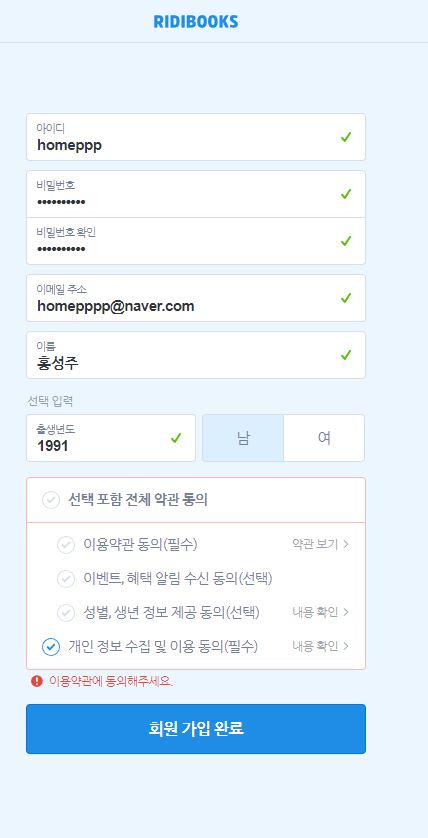 RIDIBOOKS
아이디
homeppp
비밀번호
••••••••••
비밀번호 확인
••••••••••
이메일 주소
homepppp@naver.com
이름
홍성주
선택 입력
출생년도
1991
남 여
선택 포함 전체 약관 동의
이용약관 동의(필수) 약관 보기 >
이벤트, 혜택 알림 수신 동의(선택)
성별, 생년 정보 제공 동의(선택) 내용 확인 >
개인 정보 수집 및 이용 동의(필수) 내용 확인 >
이용약관에 동의해주세요.
회원 가입 완료